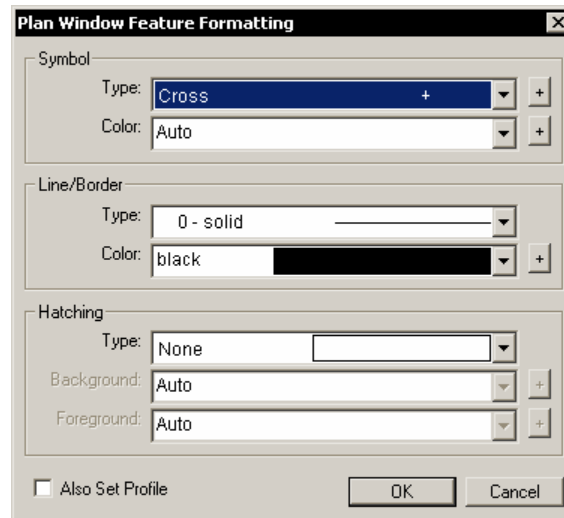 Plan Window Feature Formatting
Symbol
Type: Cross +
Color: Auto
Line/Border
Type: 0 - solid
Color: black
Hatching
Type: None
Background: Auto
Foreground: Auto
Also Set Profile OK Cancel